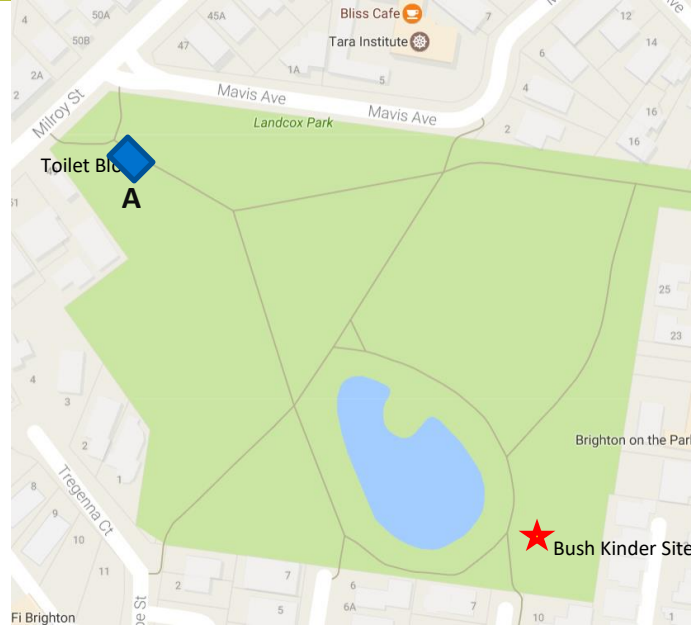 4
50A
45A
Bliss Cafe
7
12
50B
47
Tara Institute
14
2A
1A
5
6
2
Mavis Ave
4
Milroy St
Mavis Ave
16
Landcox Park
2
16
Toilet Blo
A
25
23
4
3
2
Brighton on the Par
1
8
Tregenna Ct
9
10
Bush Kinder Site
11
2
7
6
5
6A
7
10
Fi Brighton